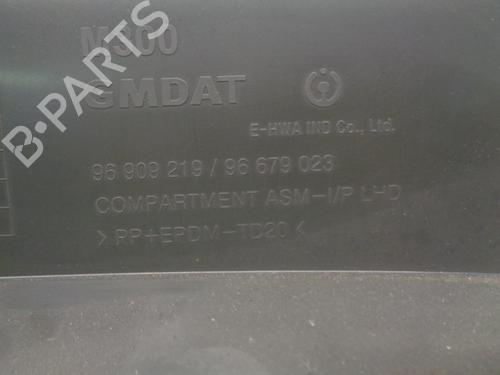 M300
GMDAT
E-HWA IND Co., Ltd.
96 909 219 / 96 679 023
COMPARTMENT ASM-I/P LHD
>PP+EPDM-TD20<
B-PARTS